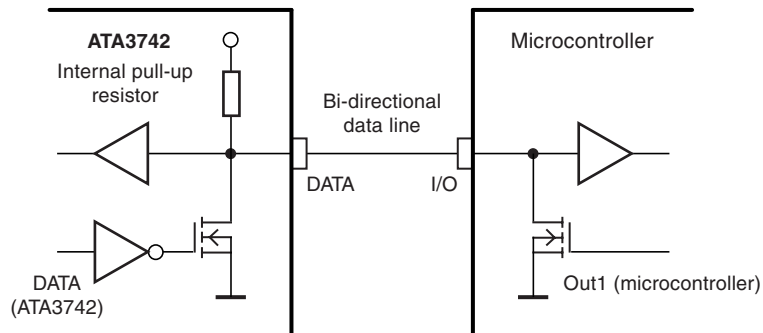 ATA3742
Internal pull-up
resistor
Microcontroller
Bi-directional
data line
DATA
I/O
DATA
(ATA3742)
Out1 (microcontroller)